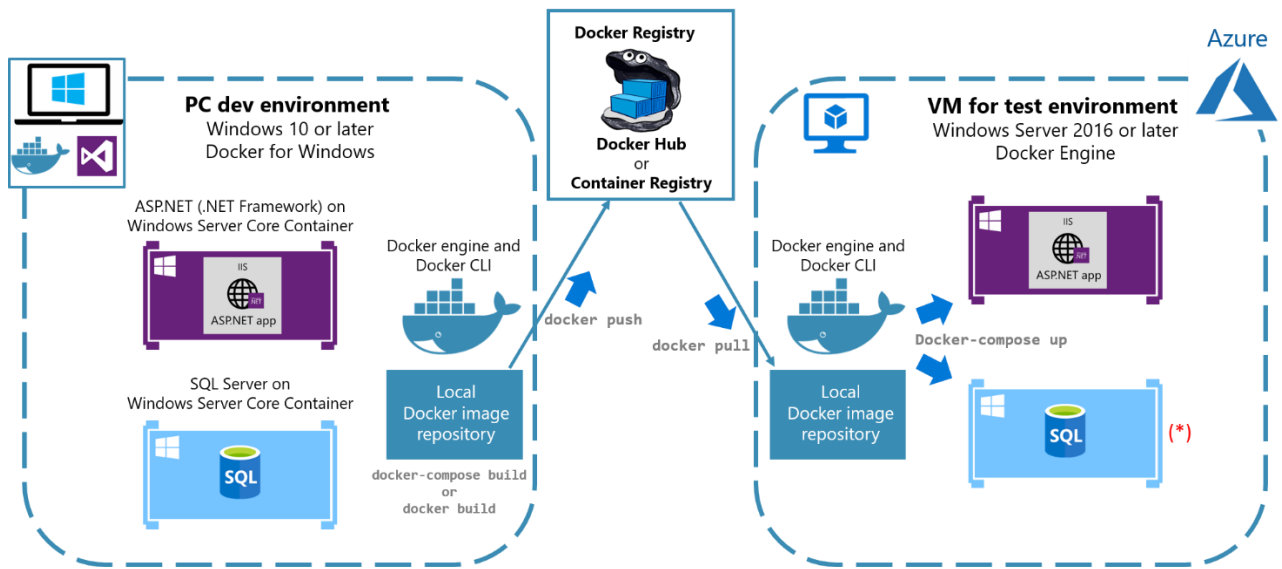 PC dev environment
Windows 10 or later
Docker for Windows
ASP.NET (.NET Framework) on
Windows Server Core Container
IIS
.NET
ASP.NET app
SQL Server on
Windows Server Core Container
SQL
Docker engine and
Docker CLI
Local
Docker image
repository
docker-compose build
or
docker build
docker push
Docker Registry
Docker Hub
or
Container Registry
docker pull
Azure
VM for test environment
Windows Server 2016 or later
Docker Engine
Docker engine and
Docker CLI
Local
Docker image
repository
Docker-compose up
IIS
.NET
ASP.NET app
SQL
(*)